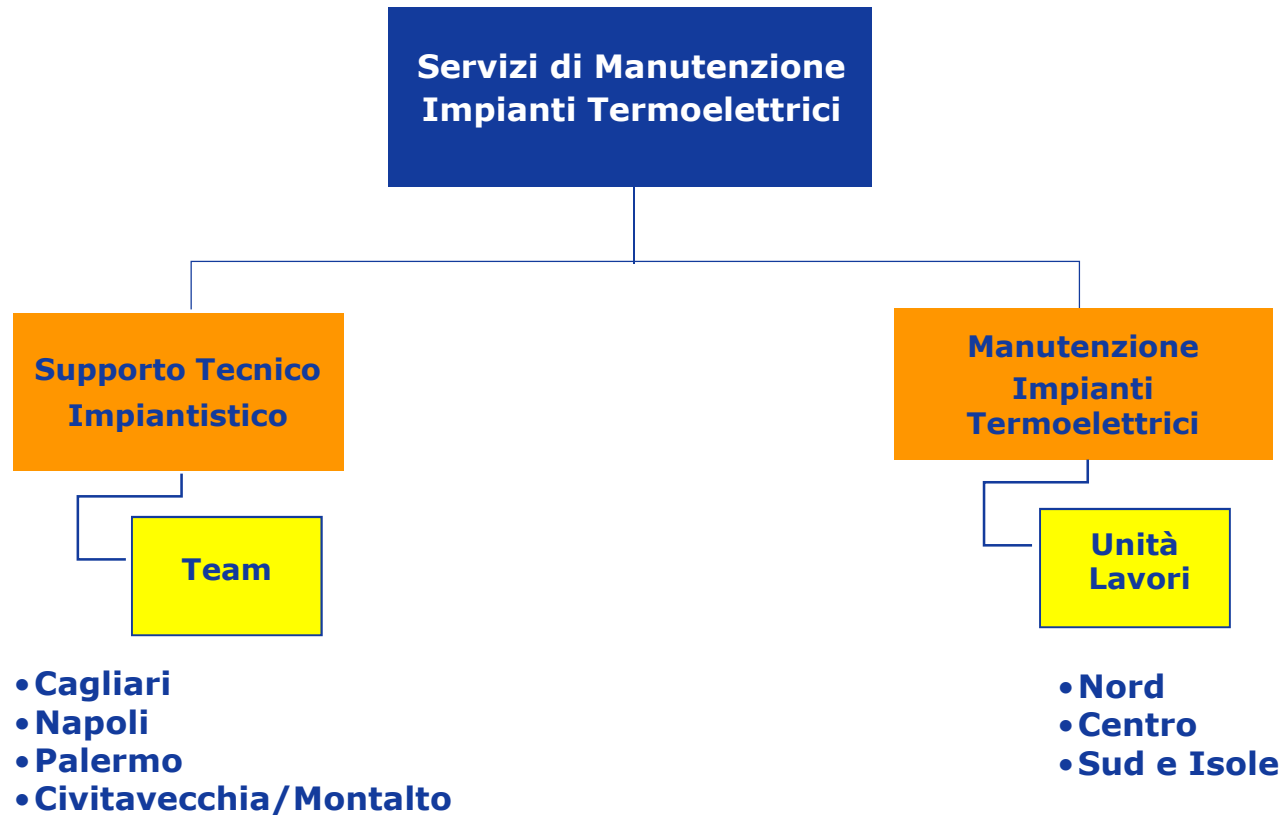 Servizi di Manutenzione
Impianti Termoelettrici
Supporto Tecnico
Impiantistico
Manutenzione
Impianti
Termoelettrici
Team
Unità
Lavori
•Cagliari
•Napoli
•Palermo
•Civitavecchia/Montalto
•Nord
•Centro
•Sud e Isole